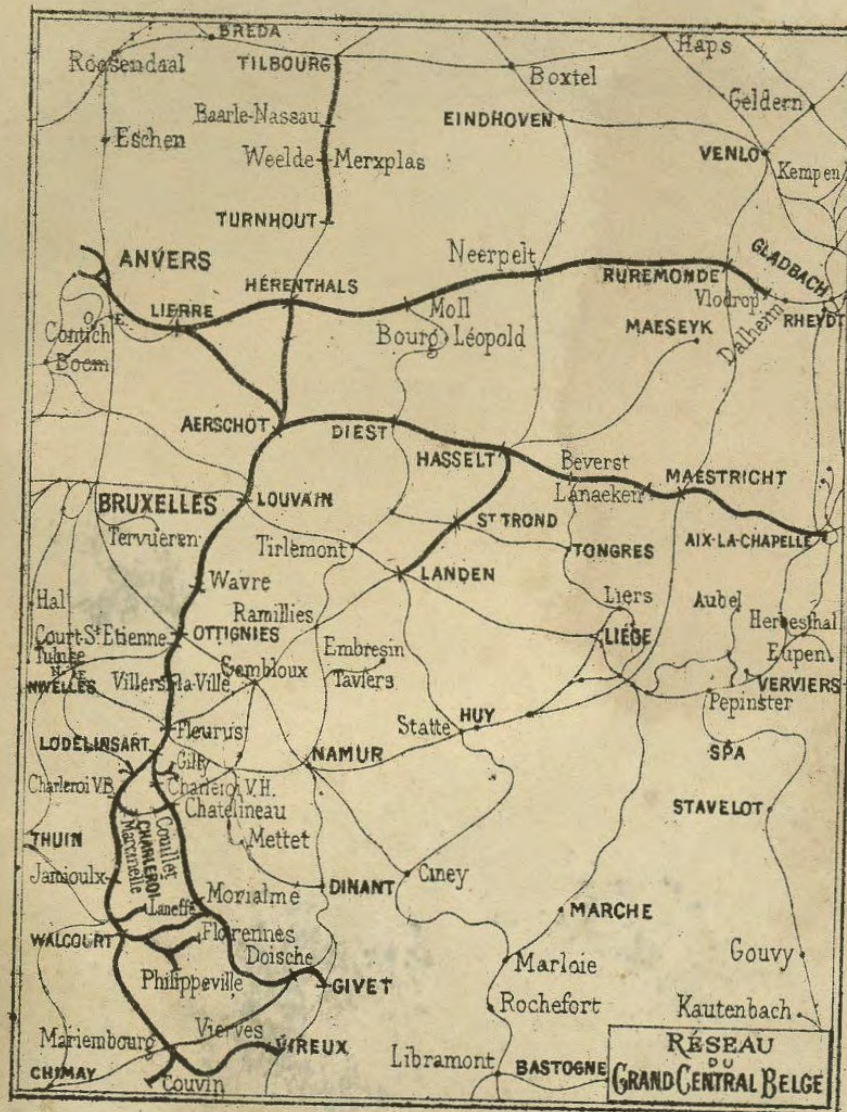 BREDA
Haps
Roosendaal
TILBOURG
Boxtel
Geldern
Baarle-Nassau
EINDHOVEN
Eschen
VENLO
Weelde Merxplas
Kempen
TURNHOUT
ANVERS
Neerpelt
GLADBACH
HÉRENTHALS
RUREMONDE
LIERRE
Moll
Vlodrop
O.
E.
Contich
Bourg Léopold
MAESEYK
Dalheim
RHEYDT
Boem
AERSCHOT
DIEST
HASSELT
Beverst
MAESTRICHT
BRUXELLES
LOUVAIN
Lanaeken
ST TROND
Tervueren
Tirlemont
TONGRES
AIX-LA-CHAPELLE
LANDEN
Wavre
Hal
Ramillies
Liers
Aubel
Herbesthal
Court-St Etienne
OTTIGNIES
LIÉGE
Embresin
Eupen
NIVELLES
N.
E.
Villers-la-Ville
Gembloux
Taviers
VERVIERS
Pepinster
Fleurus
Statte
HUY
LODELINSART
NAMUR
SPA
Gilly
Charleroi V.B.
Charleroi V.H.
Chatelineau
STAVELOT
THUIN
Marcinelle
CHARLEROI
Couillet
Mettet
Jamioulx
Ciney
Laneffe
Morialmé
DINANT
MARCHE
WALCOURT
Florennes
Doische
Gouvy
Philippeville
GIVET
Marloie
Rochefort
Kautenbach
Mariembourg
Vierves
VIREUX
Libramont
CHIMAY
Couvin
BASTOGNE
RÉSEAU
DU
GRAND CENTRAL BELGE